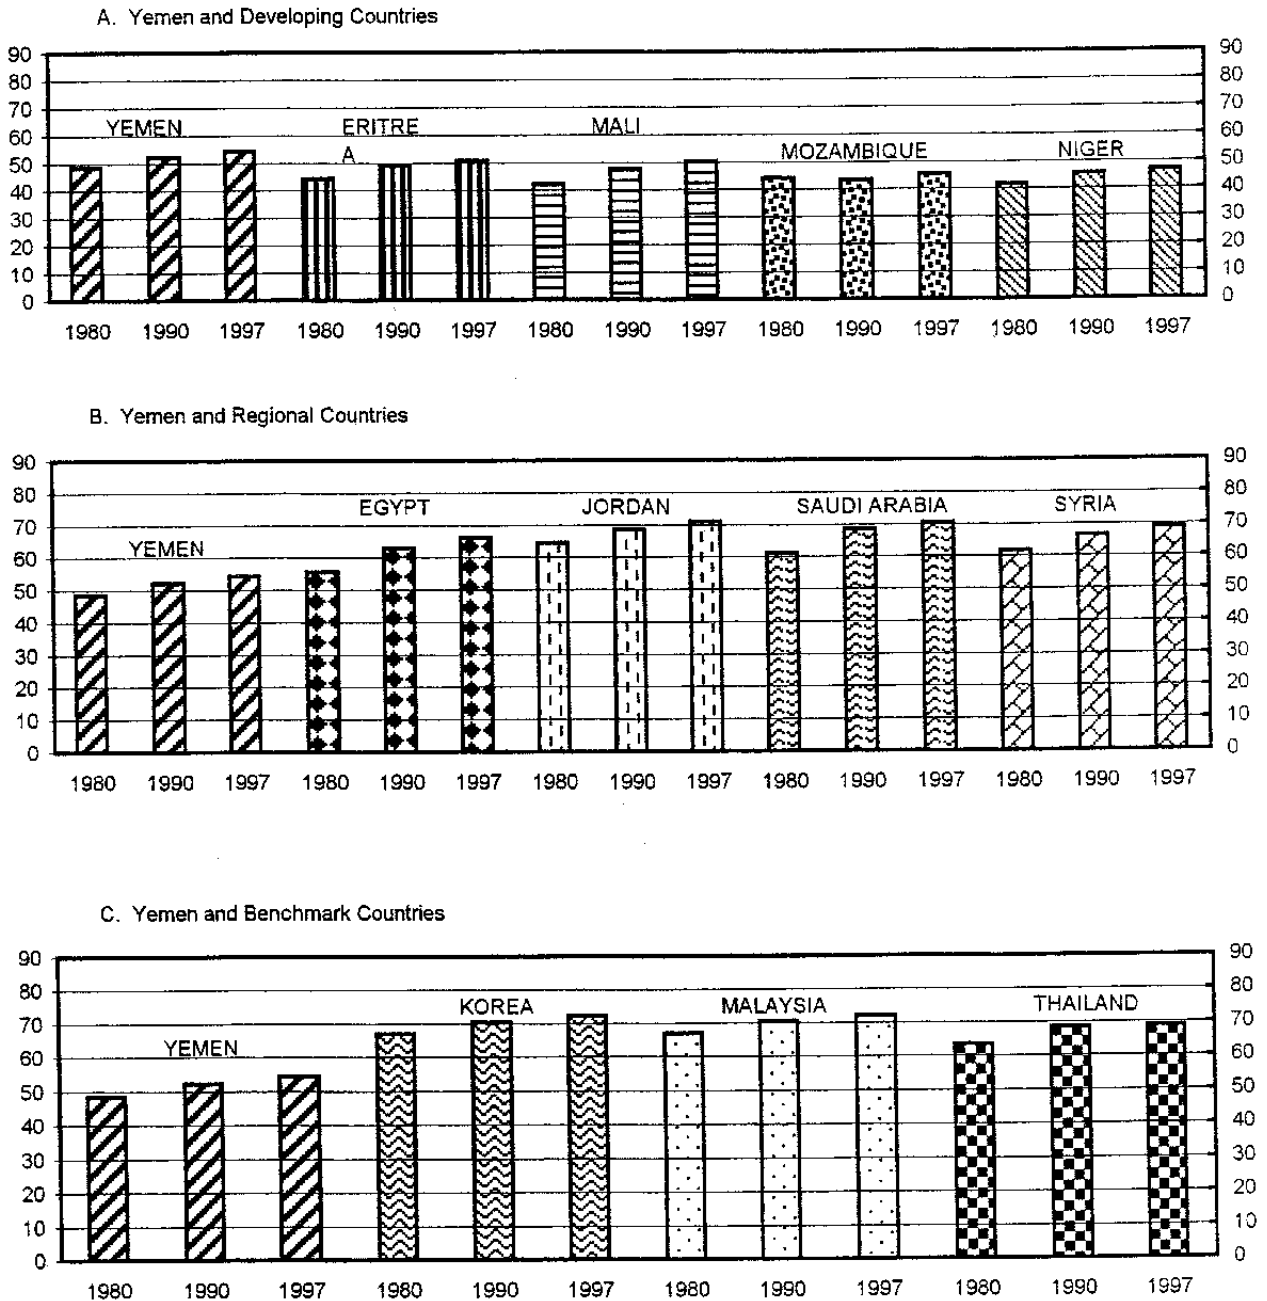 A. Yemen and Developing Countries
90 90
80 80
70 70
YEMEN ERITRE MALI
60 60
A MOZAMBIQUE NIGER
50 50
40 40
30 30
20 20
10 10
0 0
1980 1990 1997 1980 1990 1997 1980 1990 1997 1980 1990 1997 1980 1990 1997
B. Yemen and Regional Countries
90 90
80 80
EGYPT JORDAN SAUDI ARABIA SYRIA
70 70
YEMEN
60 60
50 50
40 40
30 30
20 20
10 10
0 0
1980 1990 1997 1980 1990 1997 1980 1990 1997 1980 1990 1997 1980 1990 1997
C. Yemen and Benchmark Countries
90 90
80 80
KOREA MALAYSIA THAILAND
70 70
YEMEN
60 60
50 50
40 40
30 30
20 20
10 10
0 0
1980 1990 1997 1980 1990 1997 1980 1990 1997 1980 1990 1997